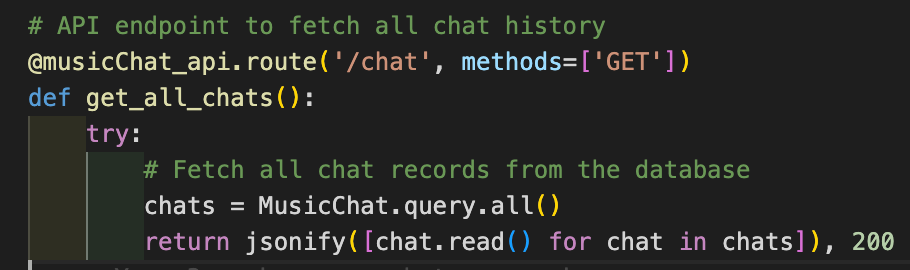 # API endpoint to fetch all chat history
@musicChat_api.route('/chat', methods=['GET'])
def get_all_chats():
    try:
        # Fetch all chat records from the database
        chats = MusicChat.query.all()
        return jsonify([chat.read() for chat in chats]), 200